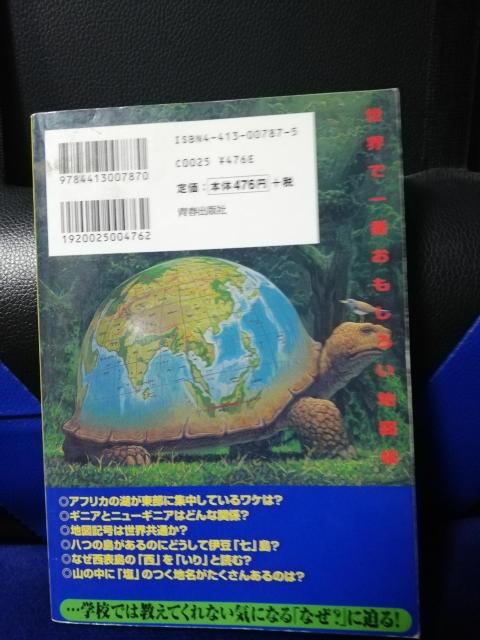 ISBN4-413-00787-5
C0025 ¥476E
定価：本体476円＋税
青春出版社
9784413007870
1920025004762
世界で一番おもしろい地図帳
◎アフリカの湖が東部に集中しているワケは？
◎ギニアとニューギニアはどんな関係？
◎地図記号は世界共通か？
◎八つの島があるのにどうして伊豆「七」島？
◎なぜ西表島の「西」を「いり」と読む？
◎山の中に「塩」のつく地名がたくさんあるのは？
…学校では教えてくれない気になる「なぜ？」に迫る！